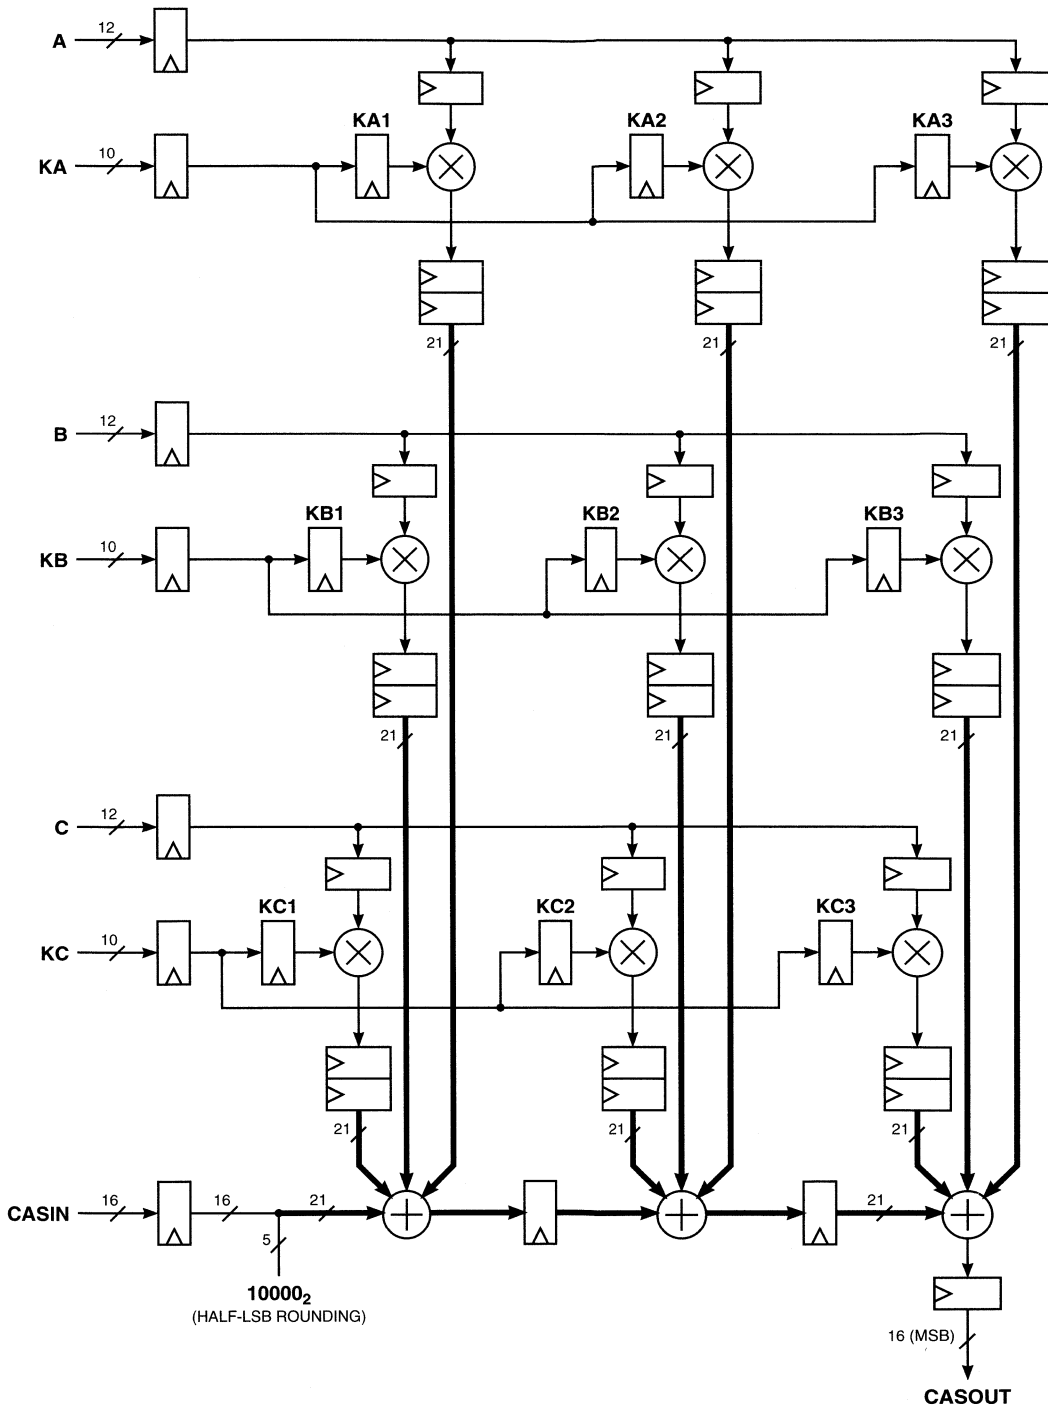 12
A
KA1
KA2
KA3
10
KA
21
21
21
12
B
KB1
KB2
KB3
10
KB
21
21
21
12
C
KC1
KC2
KC3
10
KC
21
21
21
16
16
21
21
CASIN
5
10000₂
(HALF-LSB ROUNDING)
16 (MSB)
CASOUT